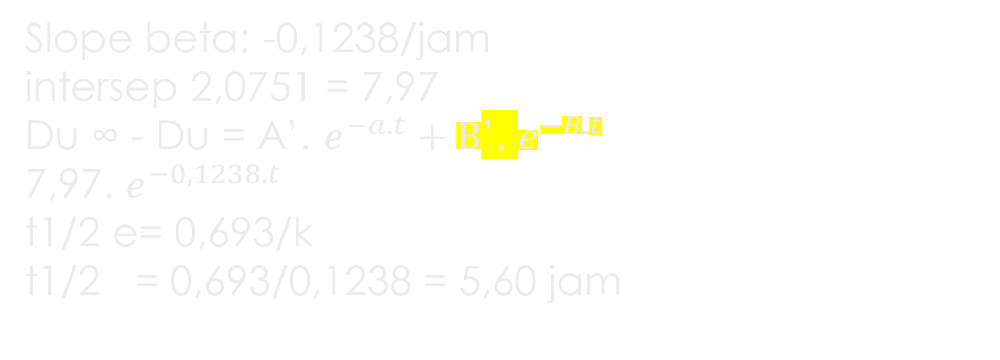 Slope beta: -0,1238/jam
intersep 2,0751 = 7,97
Du ∞ - Du = A’. e^{−a.t} + B’. e^{−B.t}
7,97. e^{−0,1238.t}
t1/2 e= 0,693/k
t1/2 = 0,693/0,1238 = 5,60 jam